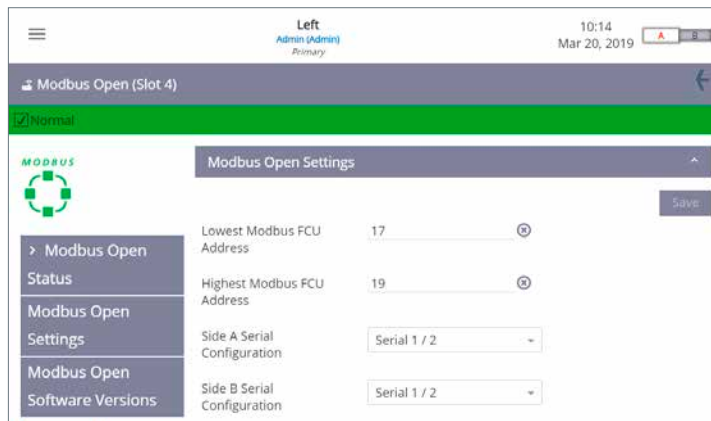 Left
Admin (Admin)
Primary
10:14
Mar 20, 2019
A
B
Modbus Open (Slot 4)
Normal
MODBUS
Modbus Open Settings
Save
Lowest Modbus FCU
Address
17
Highest Modbus FCU
Address
19
Side A Serial
Configuration
Serial 1 / 2
Side B Serial
Configuration
Serial 1 / 2
> Modbus Open
Status
Modbus Open
Settings
Modbus Open
Software Versions